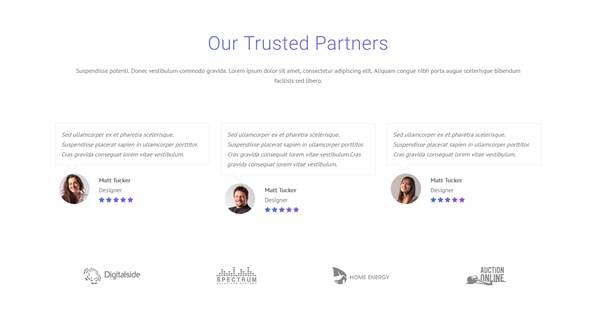 Our Trusted Partners
Suspendisse potenti. Donec vestibulum commodo gravida. Lorem ipsum dolor sit amet, consectetur adipiscing elit. Aliquam congue nibh porta augue scelerisque bibendum
facilisis sed libero.
Sed ullamcorper ex et pharetra scelerisque.
Suspendisse placerat sapien in ullamcorper porttitor.
Cras gravida consequat lorem vitae vestibulum.
Matt Tucker
Designer
Sed ullamcorper ex et pharetra scelerisque.
Suspendisse placerat sapien in ullamcorper porttitor.
Cras gravida consequat lorem vitae vestibulum.Cras
gravida consequat lorem vitae vestibulum.
Matt Tucker
Designer
Sed ullamcorper ex et pharetra scelerisque.
Suspendisse placerat sapien in ullamcorper porttitor.
Cras gravida consequat lorem vitae vestibulum.
Matt Tucker
Designer
Digitalside
SPECTRUM
HOME ENERGY
AUCTION
ONLINE